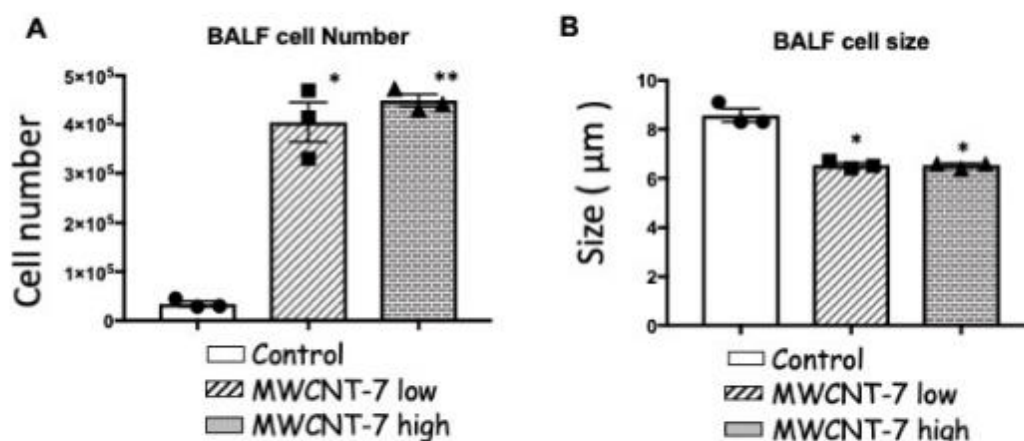 A
BALF cell Number
Cell number
5×10⁵
4×10⁵
3×10⁵
2×10⁵
1×10⁵
0
*
**
Control
MWCNT-7 low
MWCNT-7 high
B
BALF cell size
Size ( μm )
10
8
6
4
2
0
*
*
Control
MWCNT-7 low
MWCNT-7 high